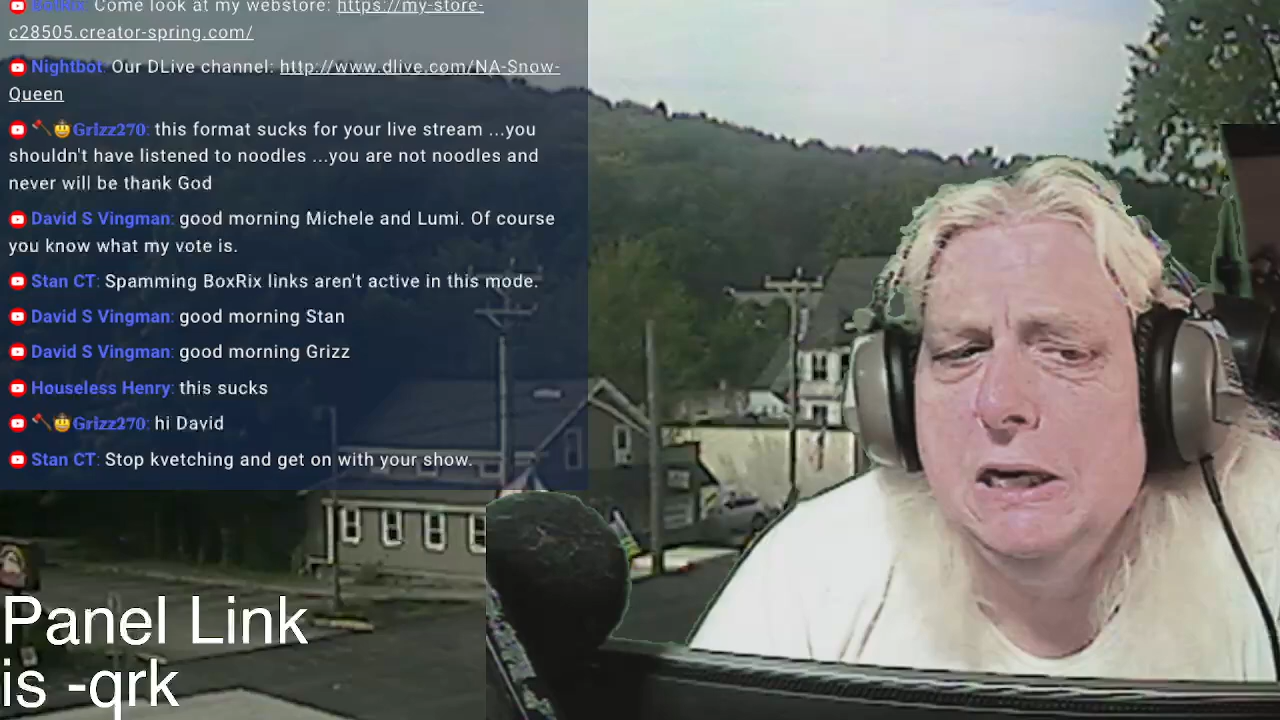 BoxRix: Come look at my webstore: https://my-store-
c28505.creator-spring.com/
Nightbot: Our DLive channel: http://www.dlive.com/NA-Snow-
Queen
Grizz270: this format sucks for your live stream ...you
shouldn't have listened to noodles ...you are not noodles and
never will be thank God
David S Vingman: good morning Michele and Lumi. Of course
you know what my vote is.
Stan CT: Spamming BoxRix links aren't active in this mode.
David S Vingman: good morning Stan
David S Vingman: good morning Grizz
Houseless Henry: this sucks
Grizz270: hi David
Stan CT: Stop kvetching and get on with your show.
Panel Link
is -qrk